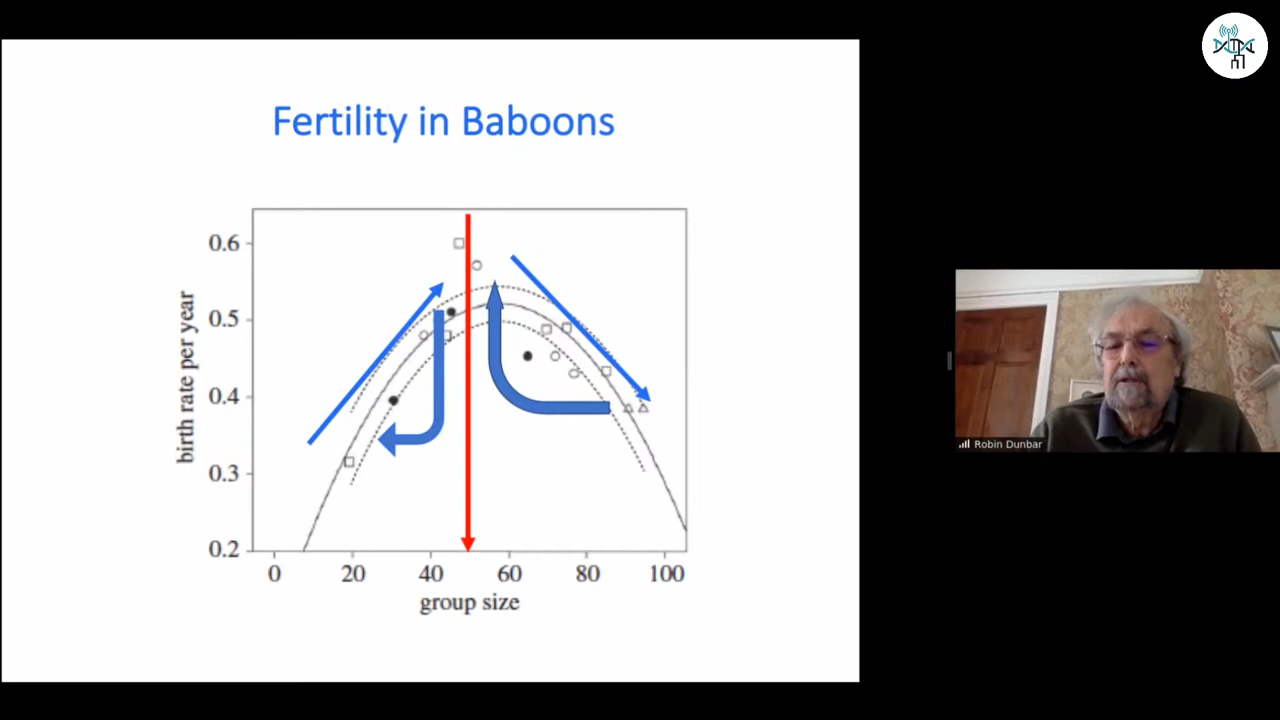 Fertility in Baboons
0.6
0.5
0.4
0.3
0.2
birth rate per year
0 20 40 60 80 100
group size
Robin Dunbar